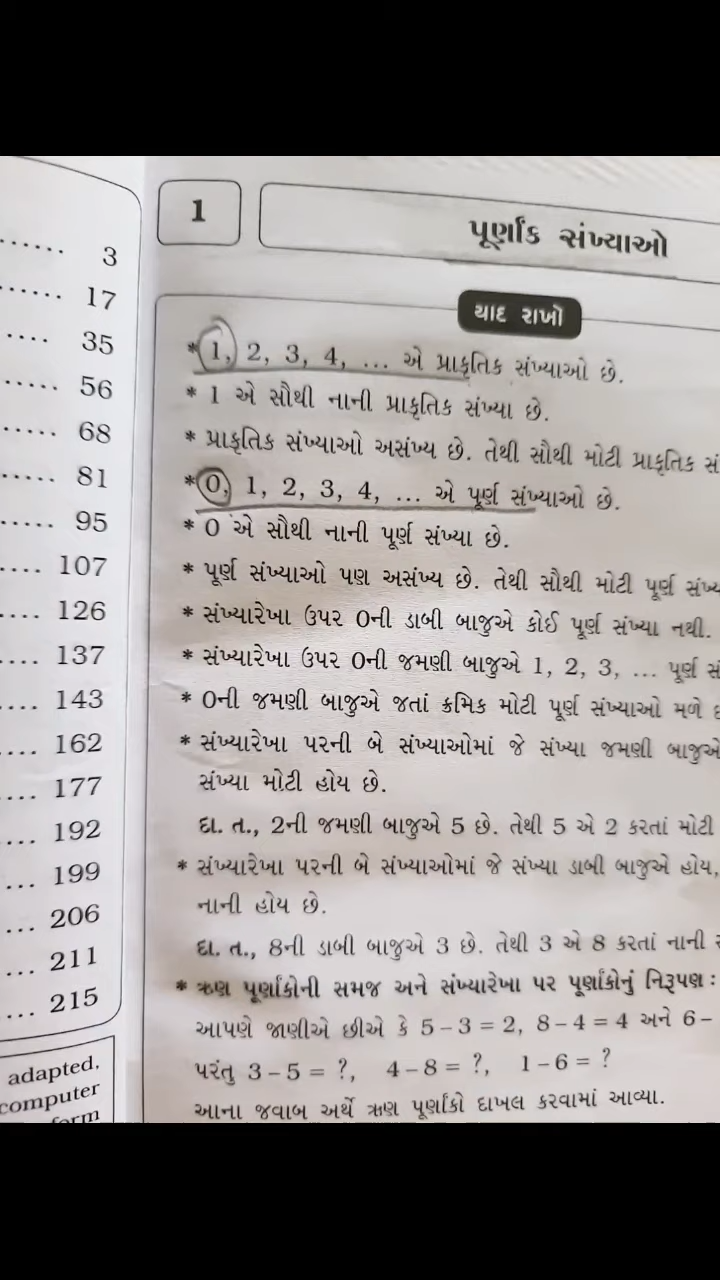 ...... 3
...... 17
.... 35
..... 56
..... 68
..... 81
..... 95
.... 107
.... 126
.... 137
.... 143
.... 162
.... 177
... 192
... 199
... 206
... 211
... 215
adapted,
computer
form
1
પૂર્ણાંક સંખ્યાઓ
યાદ રાખો
* 1, 2, 3, 4, ... એ પ્રાકૃતિક સંખ્યાઓ છે.
* 1 એ સૌથી નાની પ્રાકૃતિક સંખ્યા છે.
* પ્રાકૃતિક સંખ્યાઓ અસંખ્ય છે. તેથી સૌથી મોટી પ્રાકૃતિક
* 0, 1, 2, 3, 4, ... એ પૂર્ણ સંખ્યાઓ છે.
* 0 એ સૌથી નાની પૂર્ણ સંખ્યા છે.
* પૂર્ણ સંખ્યાઓ પણ અસંખ્ય છે. તેથી સૌથી મોટી પૂર્ણ
* સંખ્યારેખા ઉપર 0ની ડાબી બાજુએ કોઈ પૂર્ણ સંખ્યા નથી.
* સંખ્યારેખા ઉપર 0ની જમણી બાજુએ 1, 2, 3, ... પૂર્ણ
* 0ની જમણી બાજુએ જતાં ક્રમિક મોટી પૂર્ણ સંખ્યાઓ મળે
* સંખ્યારેખા પરની બે સંખ્યાઓમાં જે સંખ્યા જમણી બાજુએ
સંખ્યા મોટી હોય છે.
દા. ત., 2ની જમણી બાજુએ 5 છે. તેથી 5 એ 2 કરતાં મોટી
* સંખ્યારેખા પરની બે સંખ્યાઓમાં જે સંખ્યા ડાબી બાજુએ હોય,
નાની હોય છે.
દા. ત., 8ની ડાબી બાજુએ 3 છે. તેથી 3 એ 8 કરતાં નાની
* ઋણ પૂર્ણાંકોની સમજ અને સંખ્યારેખા પર પૂર્ણાંકોનું નિરૂપણ :
આપણે જાણીએ છીએ કે 5 – 3 = 2, 8 – 4 = 4 અને 6 –
પરંતુ 3 – 5 = ?, 4 – 8 = ?, 1 – 6 = ?
આના જવાબ અર્થે ઋણ પૂર્ણાંકો દાખલ કરવામાં આવ્યા.